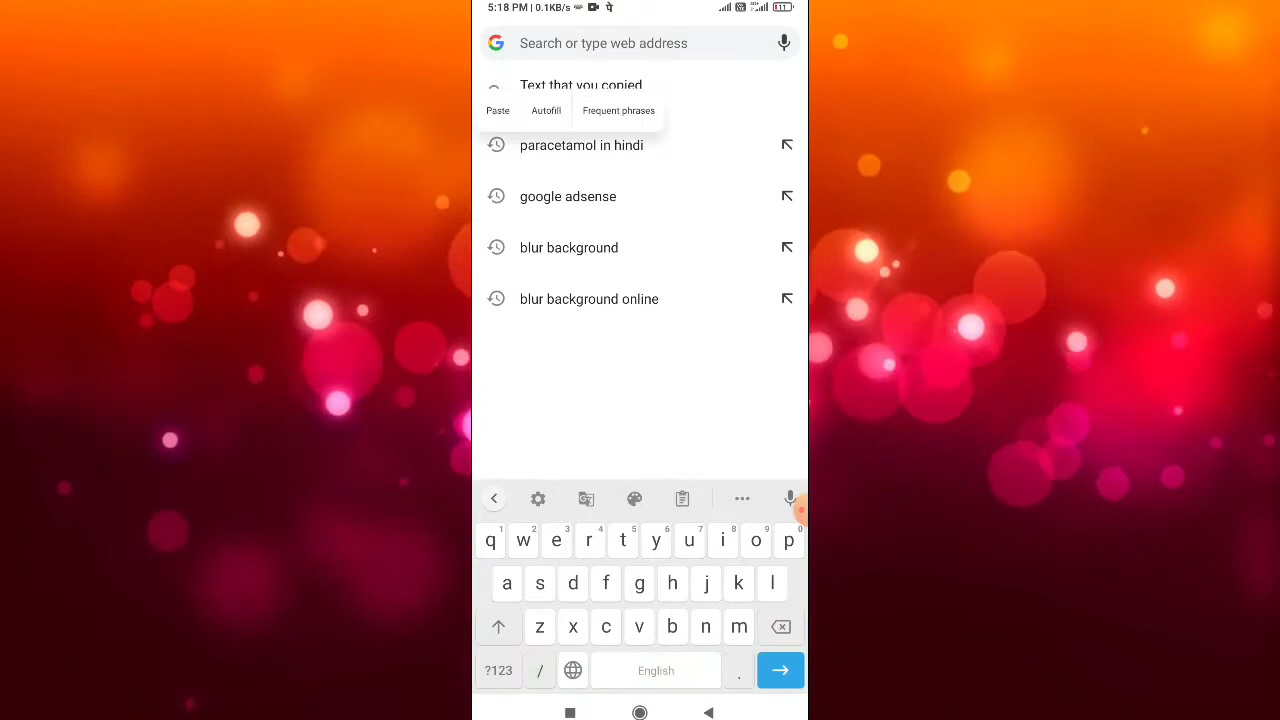 5:18 PM | 0.1KB/s
11
Search or type web address
Text that you copied
Paste Autofill Frequent phrases
paracetamol in hindi
google adsense
blur background
blur background online
1 2 3 4 5 6 7 8 9 0
q w e r t y u i o p
a s d f g h j k l
z x c v b n m
?123 / English .